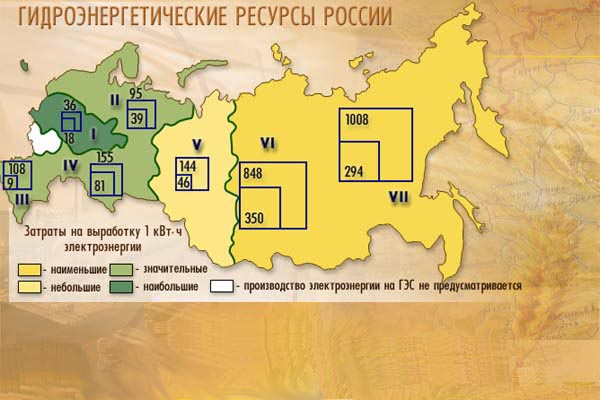 ГИДРОЭНЕРГЕТИЧЕСКИЕ РЕСУРСЫ РОССИИ
II
95
39
36
I
18
V
144
46
VI
848
350
1008
294
VII
IV
155
81
108
9
III
Затраты на выработку 1 кВт·ч
электроэнергии
- наименьшие - значительные
- небольшие - наибольшие - производство электроэнергии на ГЭС не предусматривается